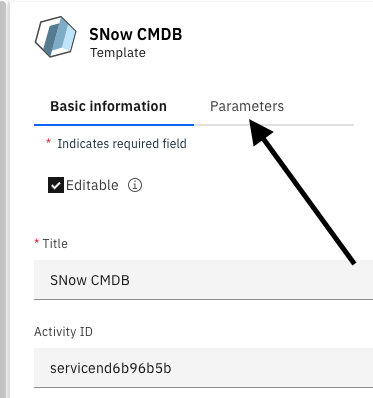 SNow CMDB
Template
Basic information Parameters
* Indicates required field
Editable
* Title
SNow CMDB
Activity ID
servicend6b96b5b